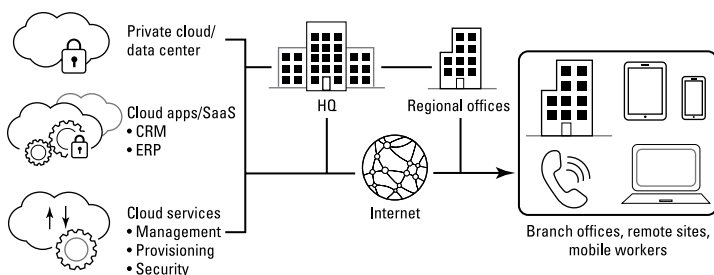 Private cloud/
data center
Cloud apps/SaaS
• CRM
• ERP
Cloud services
• Management
• Provisioning
• Security
HQ
Regional offices
Internet
Branch offices, remote sites,
mobile workers